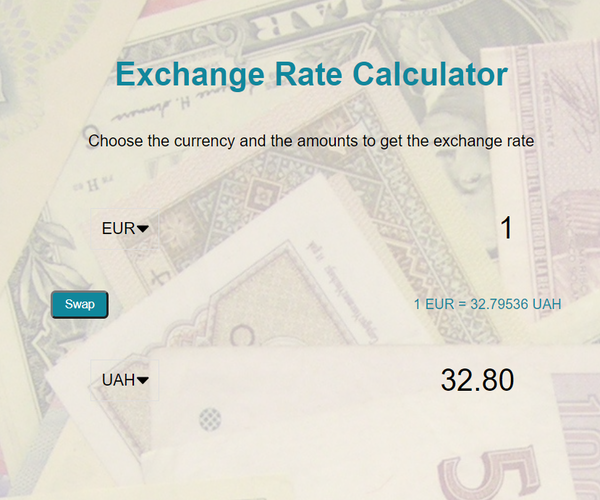 Exchange Rate Calculator
Choose the currency and the amounts to get the exchange rate
EUR
1
Swap
1 EUR = 32.79536 UAH
UAH
32.80
5